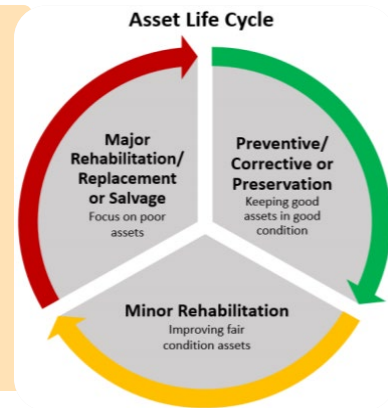 Asset Life Cycle
Major
Rehabilitation/
Replacement
or Salvage
Focus on poor
assets
Preventive/
Corrective or
Preservation
Keeping good
assets in good
condition
Minor Rehabilitation
Improving fair
condition assets